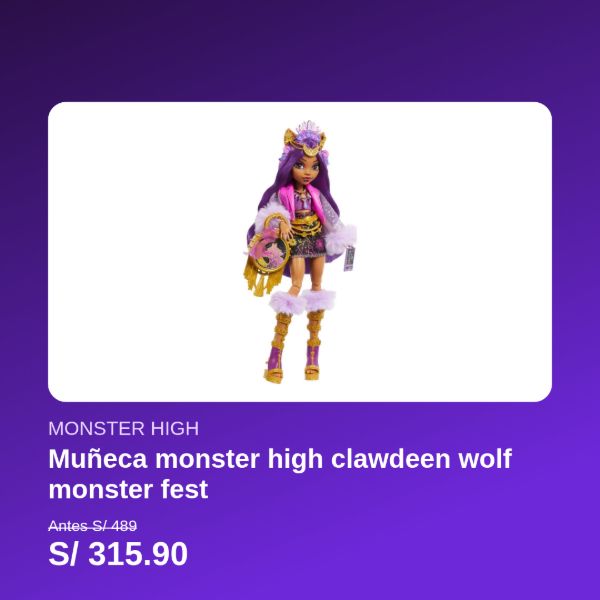 MONSTER HIGH
Muñeca monster high clawdeen wolf
monster fest
Antes S/ 489
S/ 315.90